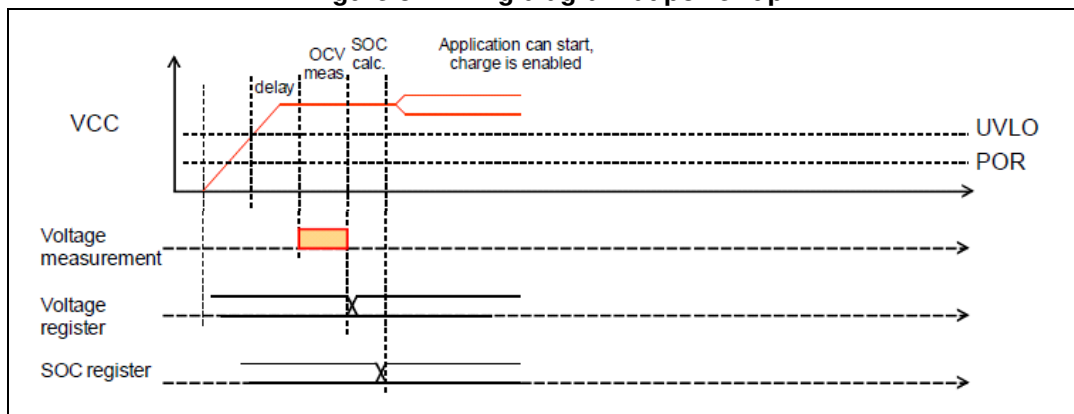 OCV
meas.
SOC
calc.
Application can start,
charge is enabled
delay
VCC
UVLO
POR
Voltage
measurement
Voltage
register
SOC register